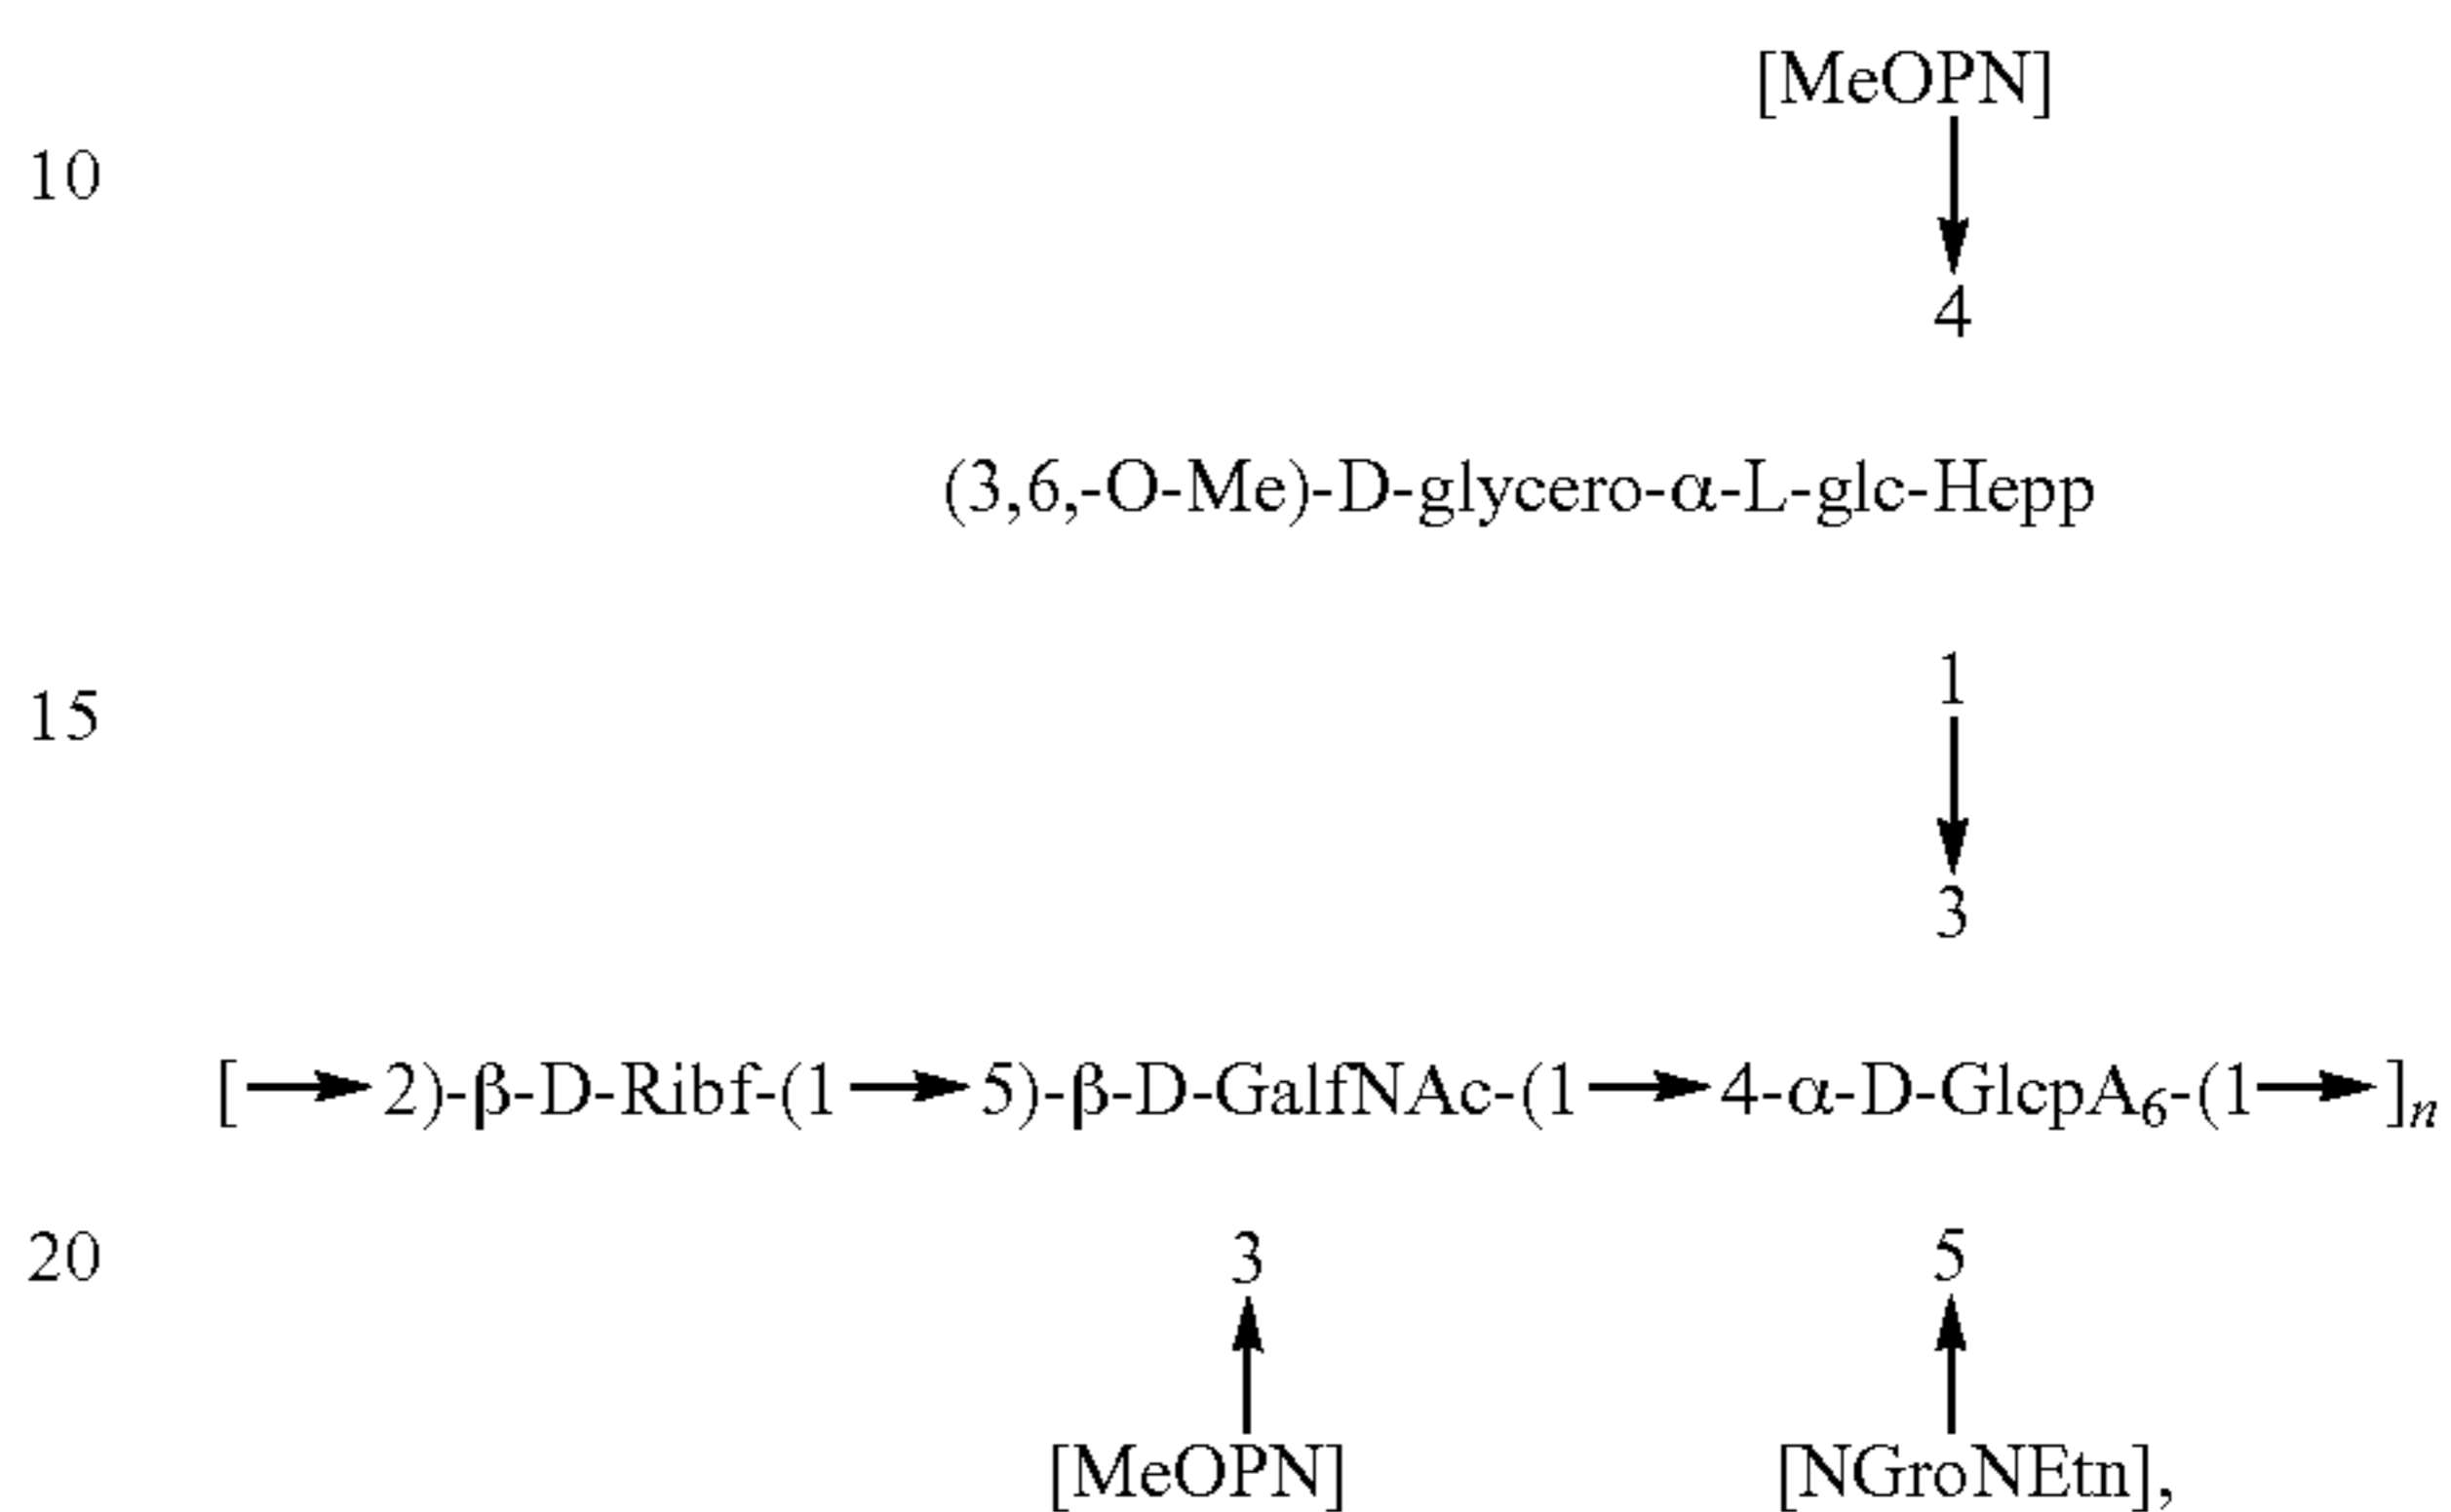 [MeOPN]
10
4
(3,6,-O-Me)-D-glycero-α-L-glc-Hepp
1
15
3
[ → 2)-β-D-Ribf-(1 → 5)-β-D-GalfNAc-(1 → 4-α-D-GlcpA6-(1 → ]n
20 3 5
[MeOPN] [NGroNEtn],